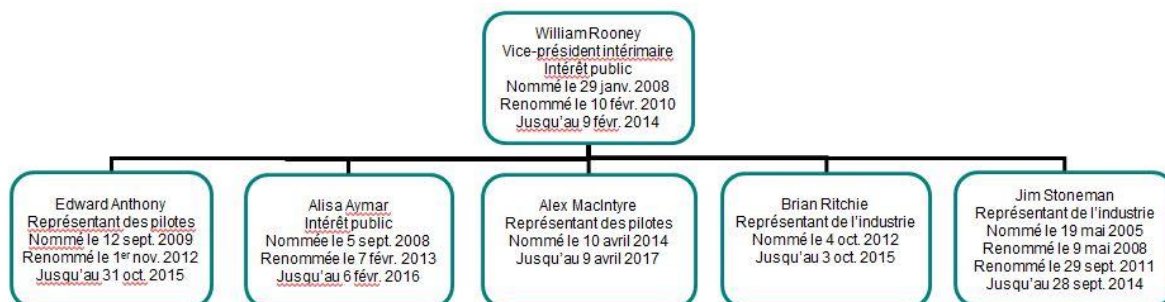 William Rooney
Vice-président intérimaire
Intérêt public
Nommé le 29 janv. 2008
Renommé le 10 févr. 2010
Jusqu'au 9 févr. 2014
Edward Anthony
Représentant des pilotes
Nommé le 12 sept. 2009
Renommé le 1er nov. 2012
Jusqu'au 31 oct. 2015
Alisa Aymar
Intérêt public
Nommée le 5 sept. 2008
Renommée le 7 févr. 2013
Jusqu'au 6 févr. 2016
Alex MacIntyre
Représentant des pilotes
Nommé le 10 avril 2014
Jusqu'au 9 avril 2017
Brian Ritchie
Représentant de l'industrie
Nommé le 4 oct. 2012
Jusqu'au 3 oct. 2015
Jim Stoneman
Représentant de l'industrie
Nommé le 19 mai 2005
Renommé le 9 mai 2008
Renommé le 29 sept. 2011
Jusqu'au 28 sept. 2014